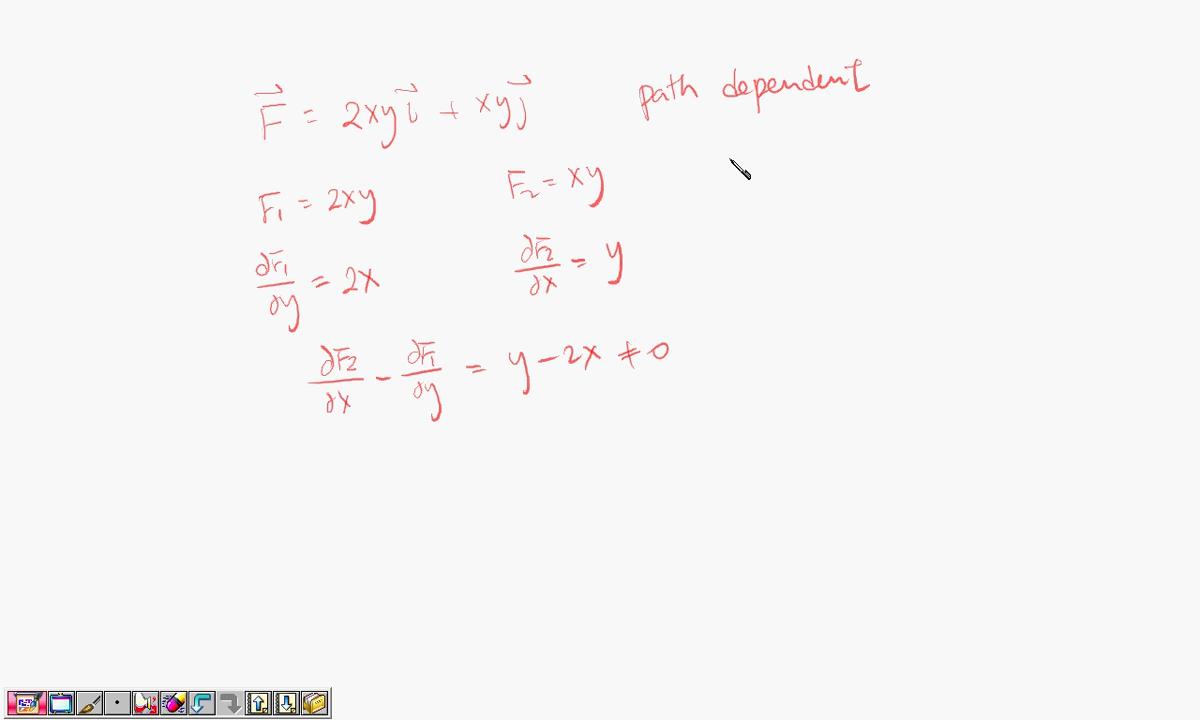 F⃗ = 2xy i⃗ + xy j⃗ path dependent
F₁ = 2xy F₂ = xy
∂F₁/∂y = 2x ∂F₂/∂x = y
∂F₂/∂x - ∂F₁/∂y = y - 2x ≠ 0